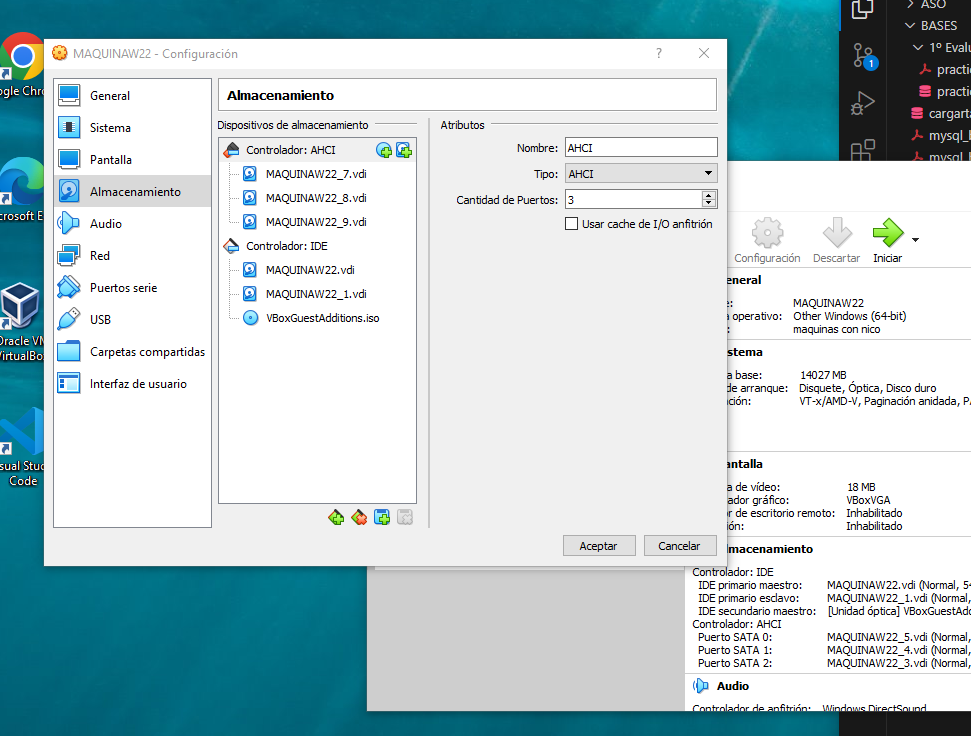 MAQUINAW22 - Configuración
?
General
Sistema
Pantalla
Almacenamiento
Audio
Red
Puertos serie
USB
Carpetas compartidas
Interfaz de usuario
Almacenamiento
Dispositivos de almacenamiento
Controlador: AHCI
MAQUINAW22_7.vdi
MAQUINAW22_8.vdi
MAQUINAW22_9.vdi
Controlador: IDE
MAQUINAW22.vdi
MAQUINAW22_1.vdi
VBoxGuestAdditions.iso
Atributos
Nombre: AHCI
Tipo: AHCI
Cantidad de Puertos: 3
Usar cache de I/O anfitrión
Aceptar
Cancelar
ogle Chro
crosoft E
Oracle VM
VirtualBo
sual Stud
Code
ASO
BASES
1º Evalu
practic
practic
cargarta
mysql_b
mysql_b
1
Configuración
Descartar
Iniciar
eneral
e: MAQUINAW22
a operativo: Other Windows (64-bit)
: maquinas con nico
stema
a base: 14027 MB
de arranque: Disquete, Óptica, Disco duro
ción: VT-x/AMD-V, Paginación anidada, PA
antalla
a de vídeo: 18 MB
ador gráfico: VBoxVGA
or de escritorio remoto: Inhabilitado
ión: Inhabilitado
lmacenamiento
Controlador: IDE
IDE primario maestro: MAQUINAW22.vdi (Normal, 54
IDE primario esclavo: MAQUINAW22_1.vdi (Normal,
IDE secundario maestro: [Unidad óptica] VBoxGuestAdd
Controlador: AHCI
Puerto SATA 0: MAQUINAW22_5.vdi (Normal,
Puerto SATA 1: MAQUINAW22_4.vdi (Normal,
Puerto SATA 2: MAQUINAW22_3.vdi (Normal,
Audio
Controlador de anfitrión: Windows DirectSound